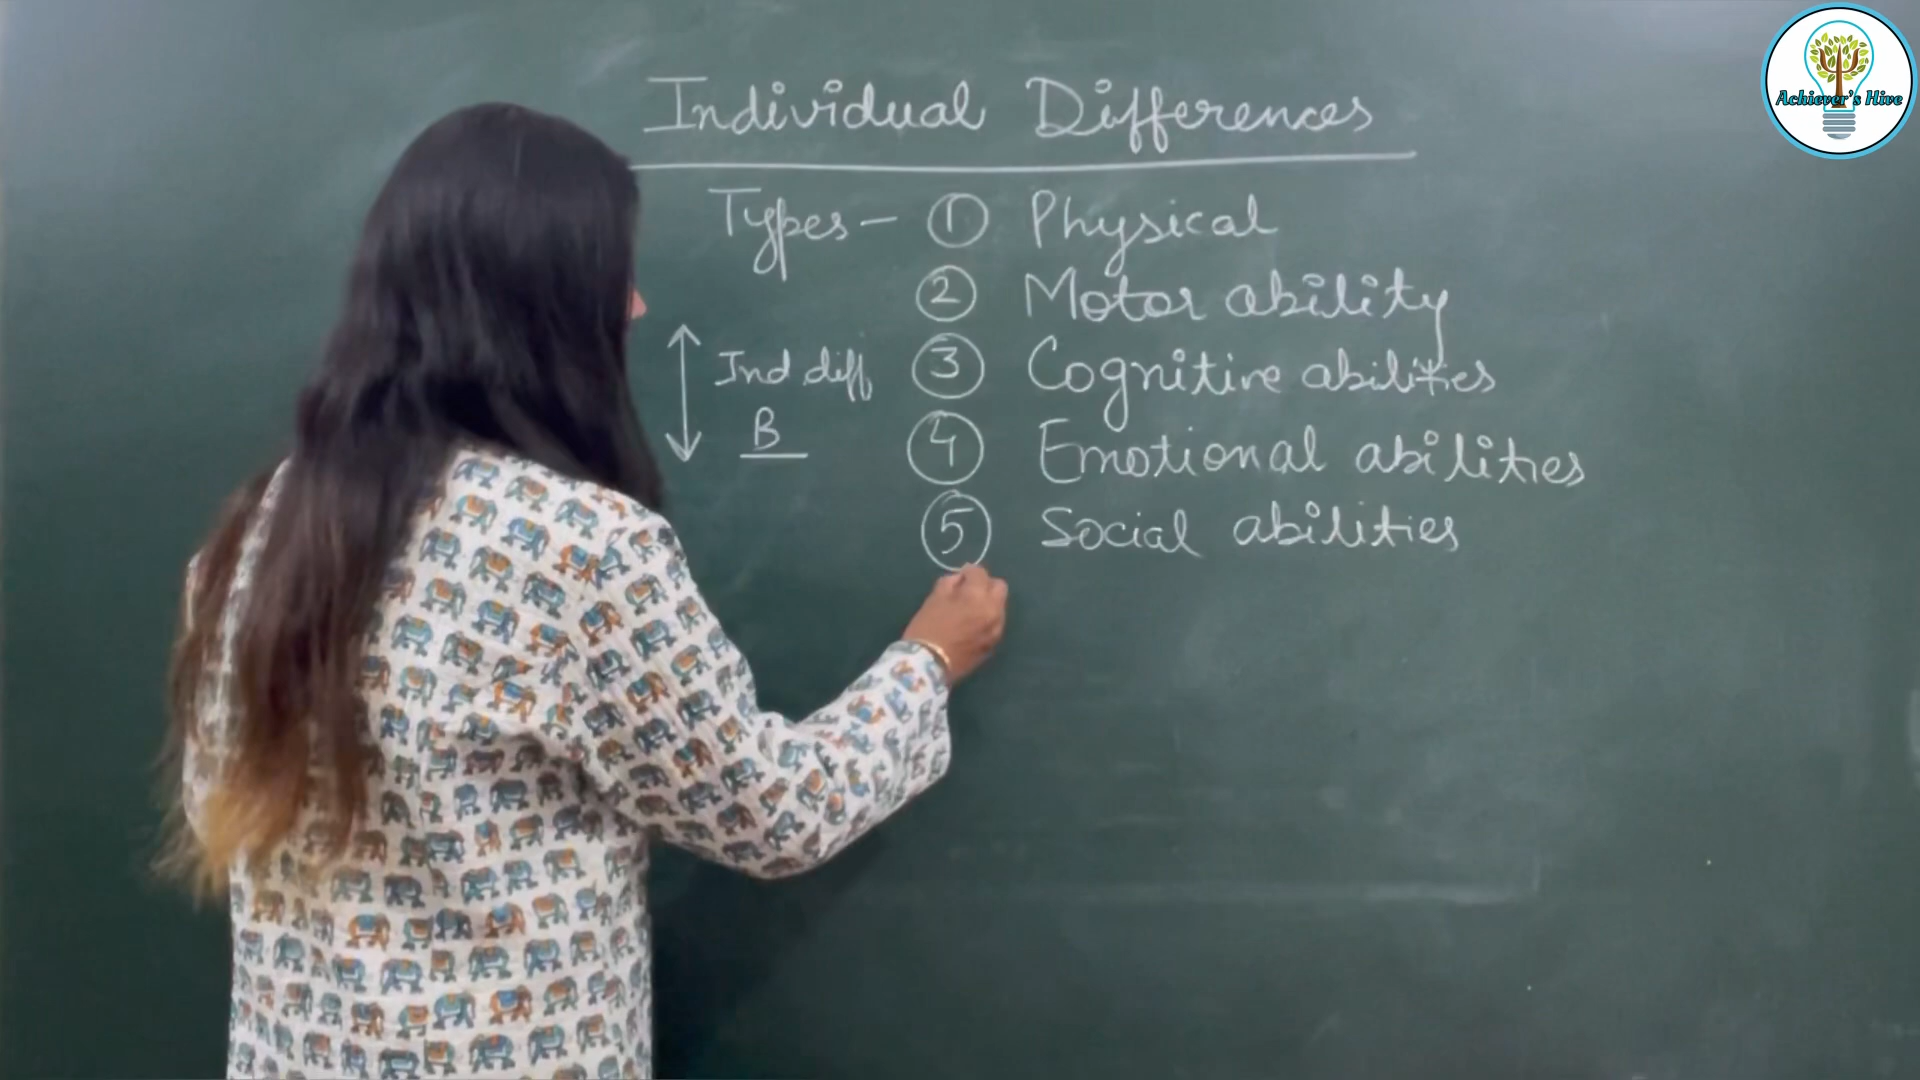 Individual Differences
Types - ① Physical
② Motor ability
③ Cognitive abilities
④ Emotional abilities
⑤ Social abilities
Ind diff
B
Achiever's Hive